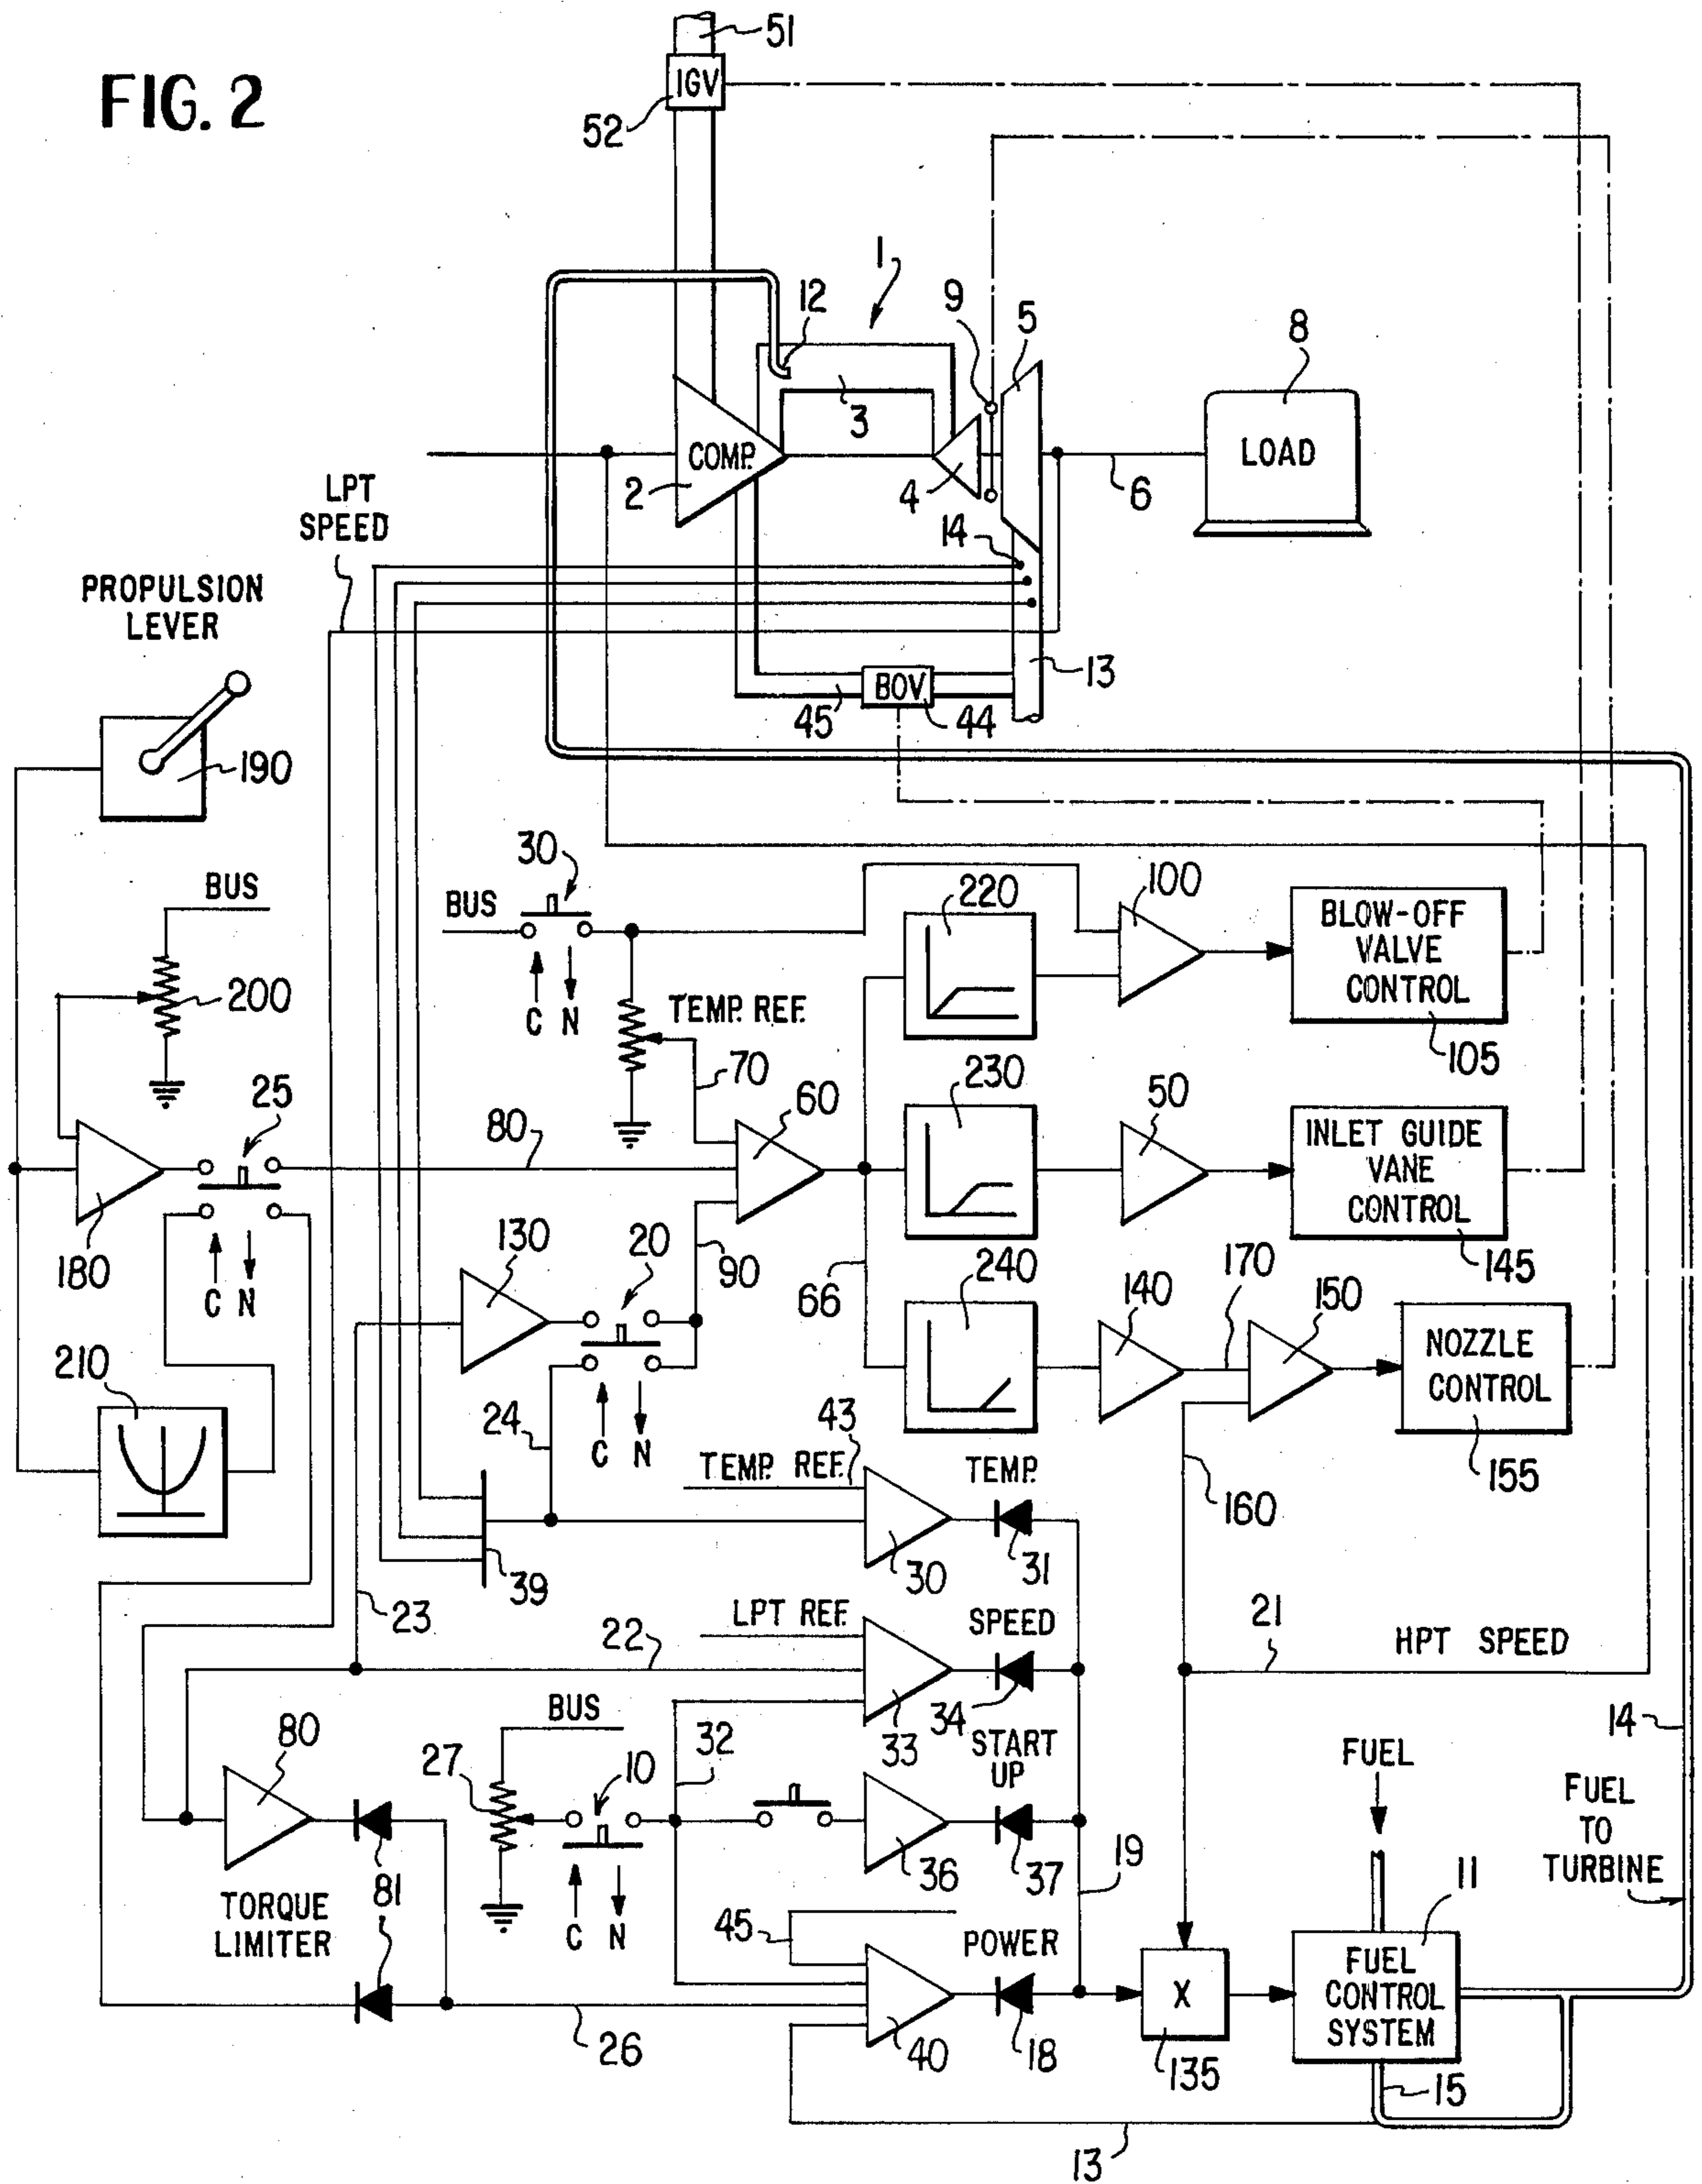 FIG. 2
51
IGV
52
1
12
9
5
8
3
COMP.
2
4
6
LOAD
LPT
SPEED
14
PROPULSION
LEVER
13
BOV
45
44
190
30
BUS
BUS
220
100
BLOW-OFF
VALVE
CONTROL
200
C N
TEMP. REF.
105
70
25
80
60
230
50
INLET GUIDE
VANE
CONTROL
180
C N
130
20
90
66
240
140
170
150
145
NOZZLE
CONTROL
210
24
C N
43
TEMP. REF.
TEMP.
160
155
39
30
31
23
22
LPT REF.
SPEED
21
HPT SPEED
33
34
80
BUS
27
10
32
START
UP
14
FUEL
FUEL
TO
TURBINE
36
37
19
11
81
TORQUE
LIMITER
C N
45
POWER
X
FUEL
CONTROL
SYSTEM
26
40
18
135
15
13